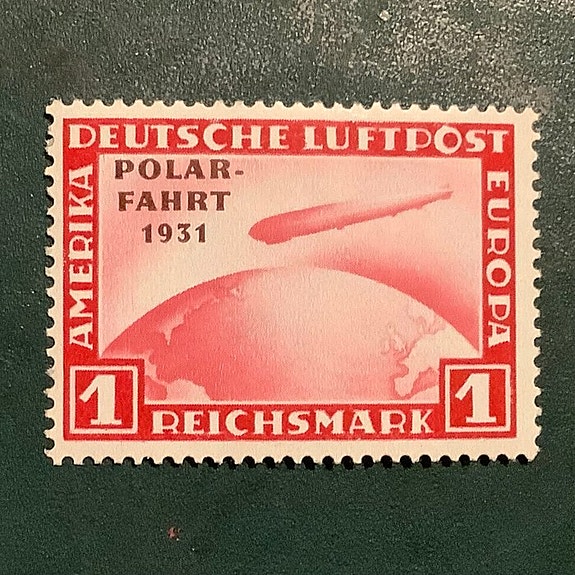 DEUTSCHE LUFTPOST
POLAR-
FAHRT
1931
AMERIKA
EUROPA
1
REICHSMARK
1